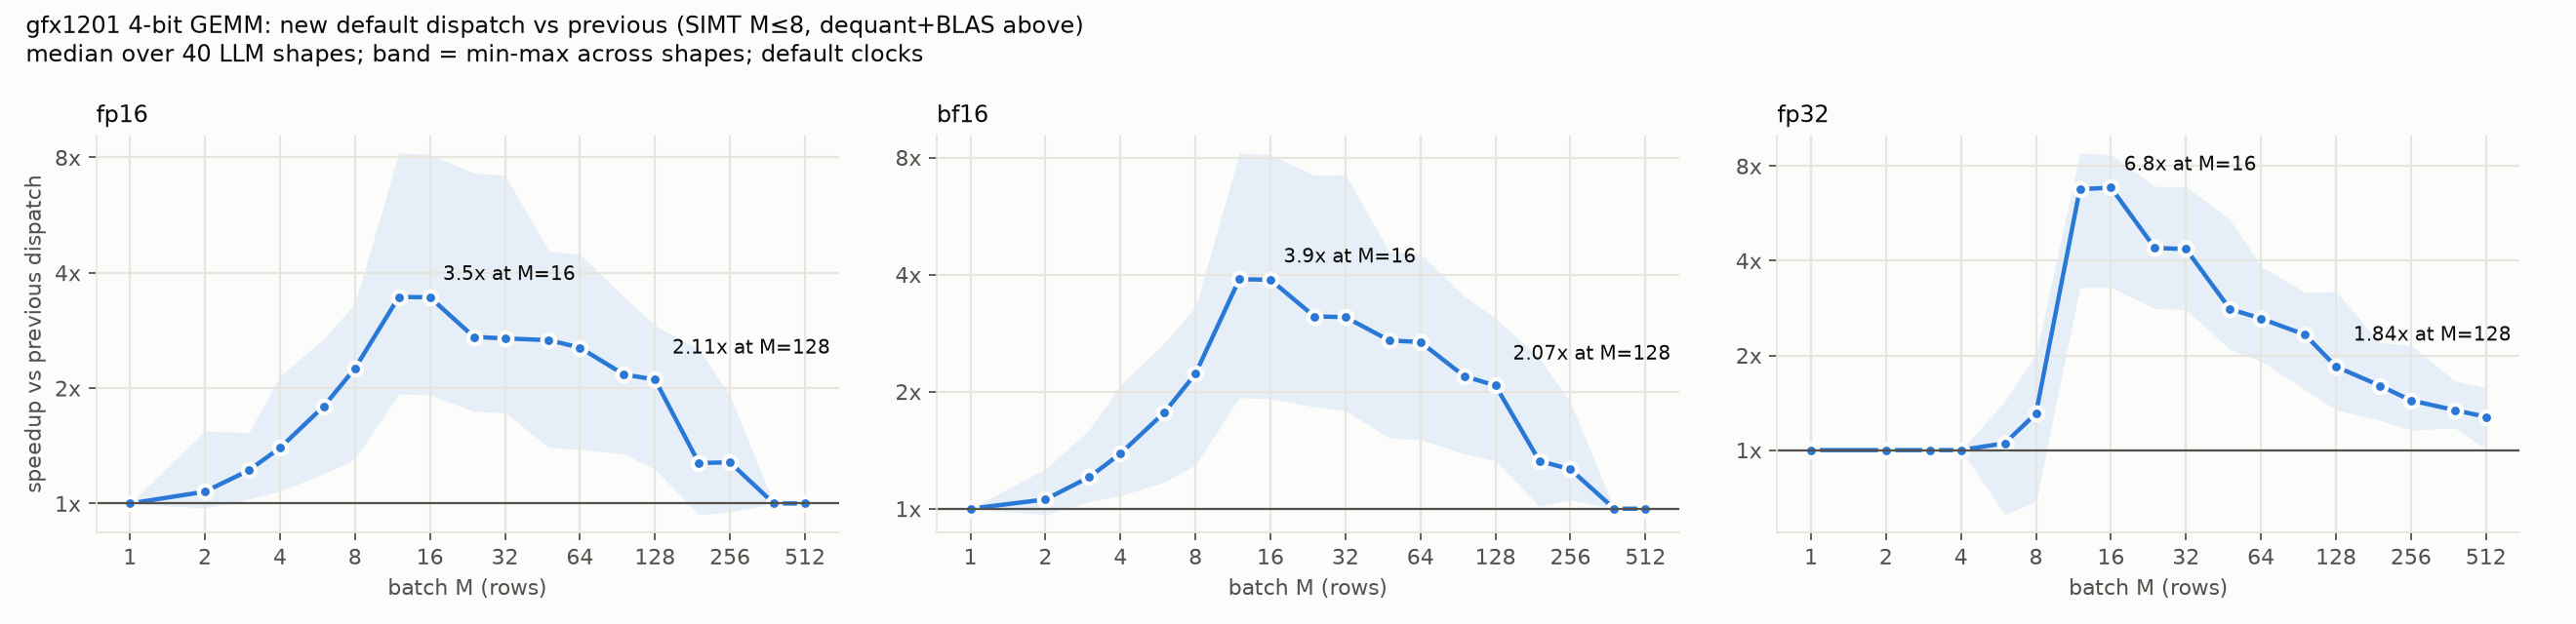 gfx1201 4-bit GEMM: new default dispatch vs previous (SIMT M≤8, dequant+BLAS above)
median over 40 LLM shapes; band = min-max across shapes; default clocks
fp16
speedup vs previous dispatch
8x
4x
2x
1x
3.5x at M=16
2.11x at M=128
1 2 4 8 16 32 64 128 256 512
batch M (rows)
bf16
8x
4x
2x
1x
3.9x at M=16
2.07x at M=128
1 2 4 8 16 32 64 128 256 512
batch M (rows)
fp32
8x
4x
2x
1x
6.8x at M=16
1.84x at M=128
1 2 4 8 16 32 64 128 256 512
batch M (rows)